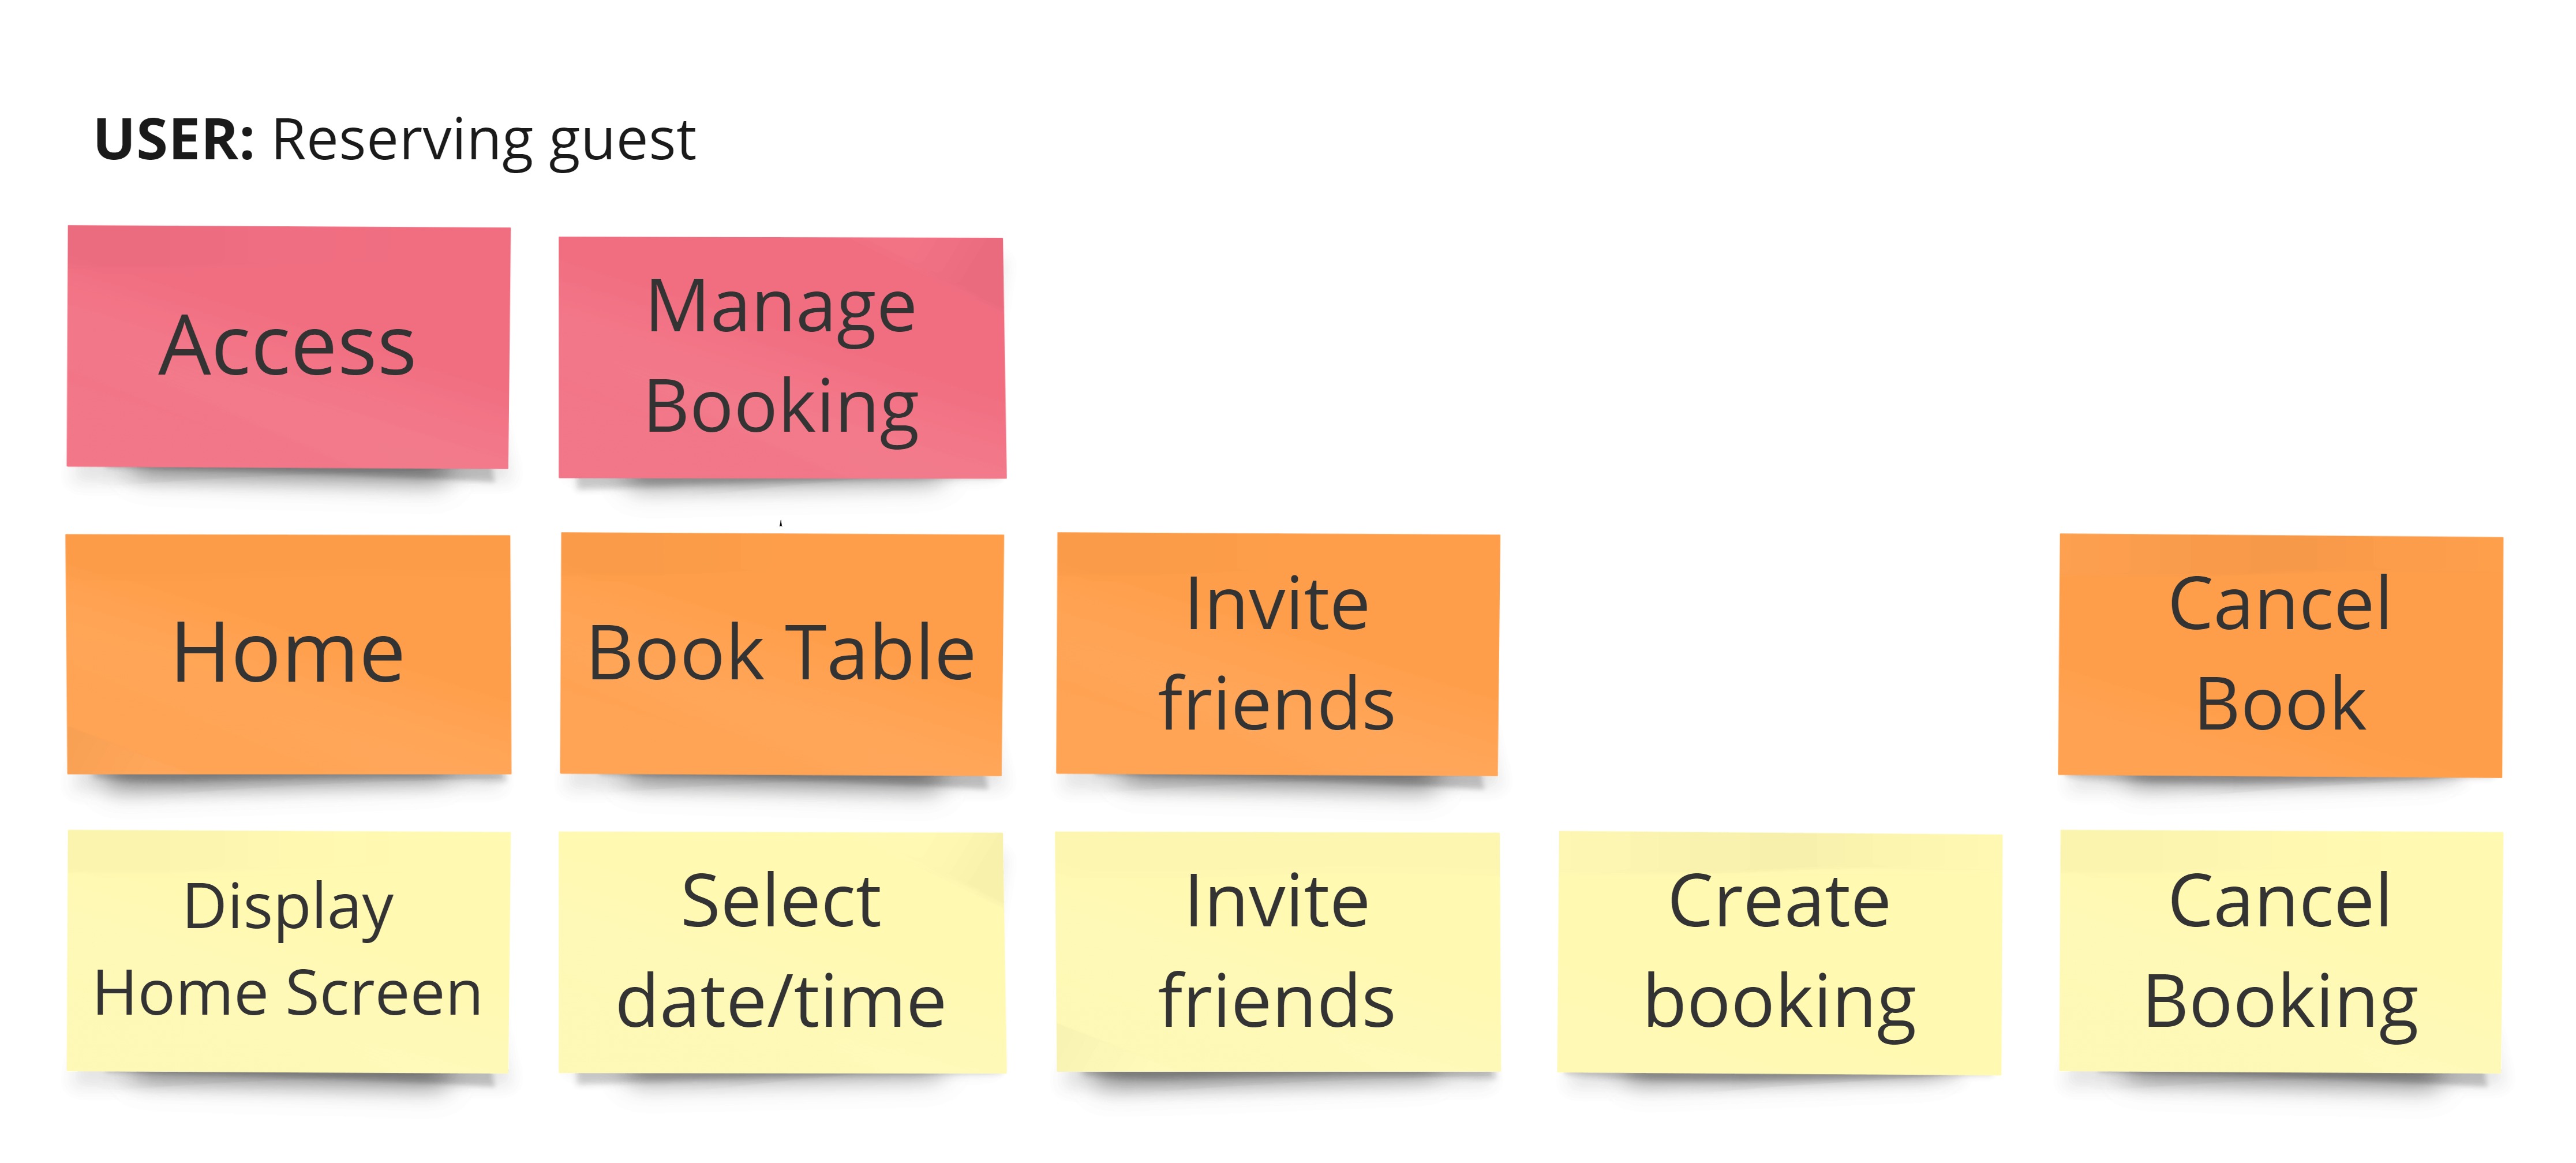 USER: Reserving guest
Access
Manage
Booking
Home
Book Table
Invite
friends
Cancel
Book
Display
Home Screen
Select
date/time
Invite
friends
Create
booking
Cancel
Booking